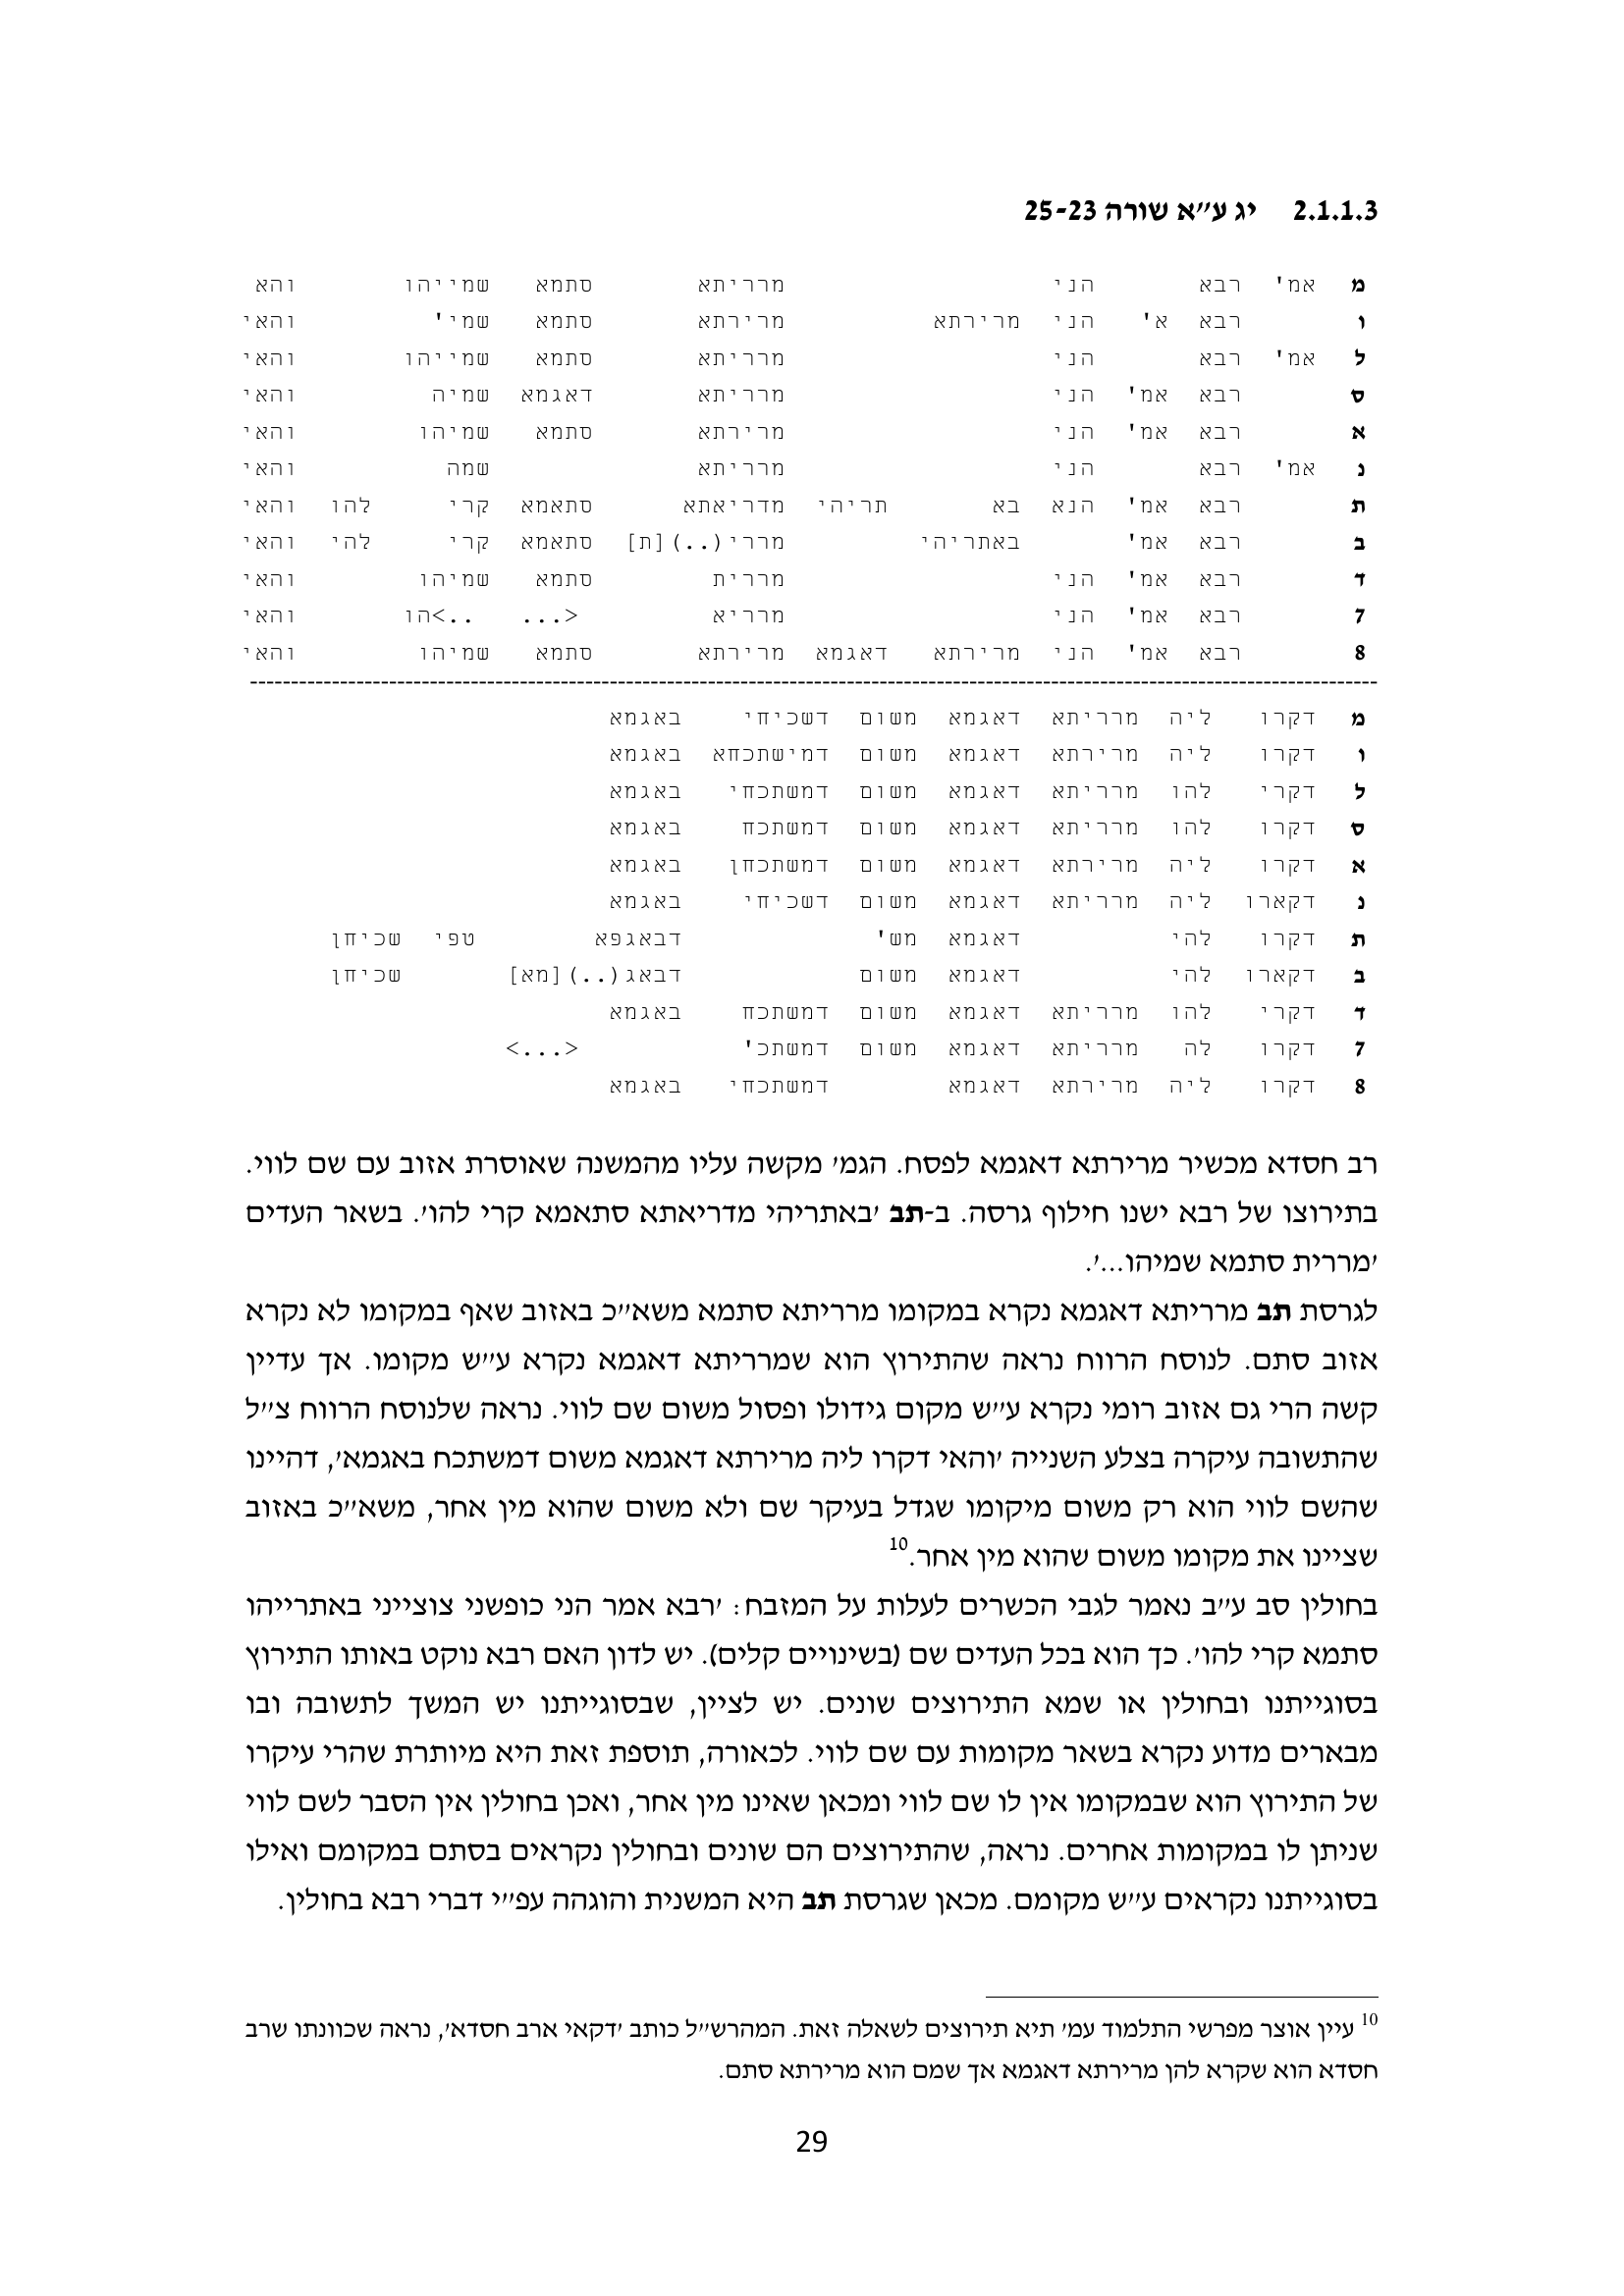 2.1.1.3 יג ע״א שורה 25-23
מ אמ' רבא הני מרריתא סתמא שמייהו והא
ו רבא א' הני מרירתא מרירתא סתמא שמי' והאי
ל אמ' רבא הני מרריתא סתמא שמייהו והאי
ס רבא אמ' הני מרריתא דאגמא שמיה והאי
א רבא אמ' הני מרירתא סתמא שמיהו והאי
נ אמ' רבא הני מרריתא שמה והאי
ת רבא אמ' הנא בא תריהי מדריאתא סתאמא קרי להו והאי
ב רבא אמ' באתריהי מררי(..)[ת] סתאמא קרי להי והאי
ד רבא אמ' הני מררית סתמא שמיהו והאי
7 רבא אמ' הני מרריא <... ..>הו והאי
8 רבא אמ' הני מרירתא דאגמא מרירתא סתמא שמיהו והאי
מ דקרו ליה מרריתא דאגמא משום דשכיחי באגמא
ו דקרו ליה מרירתא דאגמא משום דמישתכחא באגמא
ל דקרי להו מרריתא דאגמא משום דמשתכחי באגמא
ס דקרו להו מרריתא דאגמא משום דמשתכח באגמא
א דקרו ליה מרירתא דאגמא משום דמשתכחן באגמא
נ דקארו ליה מרריתא דאגמא משום דשכיחי באגמא
ת דקרו להי דאגמא מש' דבאגפא טפי שכיחן
ב דקארו להי דאגמא משום דבאג(..)[מא] שכיחן
ד דקרי להו מרריתא דאגמא משום דמשתכח באגמא
7 דקרו לה מרריתא דאגמא משום דמשתכ' <...>
8 דקרו ליה מרירתא דאגמא דמשתכחי באגמא
רב חסדא מכשיר מרירתא דאגמא לפסח. הגמ׳ מקשה עליו מהמשנה שאוסרת אזוב עם שם לווי.
בתירוצו של רבא ישנו חילוף גרסה. ב-תב ׳באתריהי מדריאתא סתאמא קרי להו׳. בשאר העדים
׳מררית סתמא שמיהו...׳.
לגרסת תב מרריתא דאגמא נקרא במקומו מרריתא סתמא משא״כ באזוב שאף במקומו לא נקרא
אזוב סתם. לנוסח הרווח נראה שהתירוץ הוא שמרריתא דאגמא נקרא ע״ש מקומו. אך עדיין
קשה הרי גם אזוב רומי נקרא ע״ש מקום גידולו ופסול משום שם לווי. נראה שלנוסח הרווח צ״ל
שהתשובה עיקרה בצלע השנייה ׳והאי דקרו ליה מרירתא דאגמא משום דמשתכח באגמא׳, דהיינו
שהשם לווי הוא רק משום מיקומו שגדל בעיקר שם ולא משום שהוא מין אחר, משא״כ באזוב
שציינו את מקומו משום שהוא מין אחר.10
בחולין סב ע״ב נאמר לגבי הכשרים לעלות על המזבח: ׳רבא אמר הני כופשני צוצייני באתרייהו
סתמא קרי להו׳. כך הוא בכל העדים שם (בשינויים קלים). יש לדון האם רבא נוקט באותו התירוץ
בסוגייתנו ובחולין או שמא התירוצים שונים. יש לציין, שבסוגייתנו יש המשך לתשובה ובו
מבארים מדוע נקרא בשאר מקומות עם שם לווי. לכאורה, תוספת זאת היא מיותרת שהרי עיקרו
של התירוץ הוא שבמקומו אין לו שם לווי ומכאן שאינו מין אחר, ואכן בחולין אין הסבר לשם לווי
שניתן לו במקומות אחרים. נראה, שהתירוצים הם שונים ובחולין נקראים בסתם במקומם ואילו
בסוגייתנו נקראים ע״ש מקומם. מכאן שגרסת תב היא המשנית והוגהה עפ״י דברי רבא בחולין.
10 עיין אוצר מפרשי התלמוד עמ׳ תיא תירוצים לשאלה זאת. המהרש״ל כותב ׳דקאי ארב חסדא׳, נראה שכוונתו שרב
חסדא הוא שקרא להן מרירתא דאגמא אך שמם הוא מרירתא סתם.
29